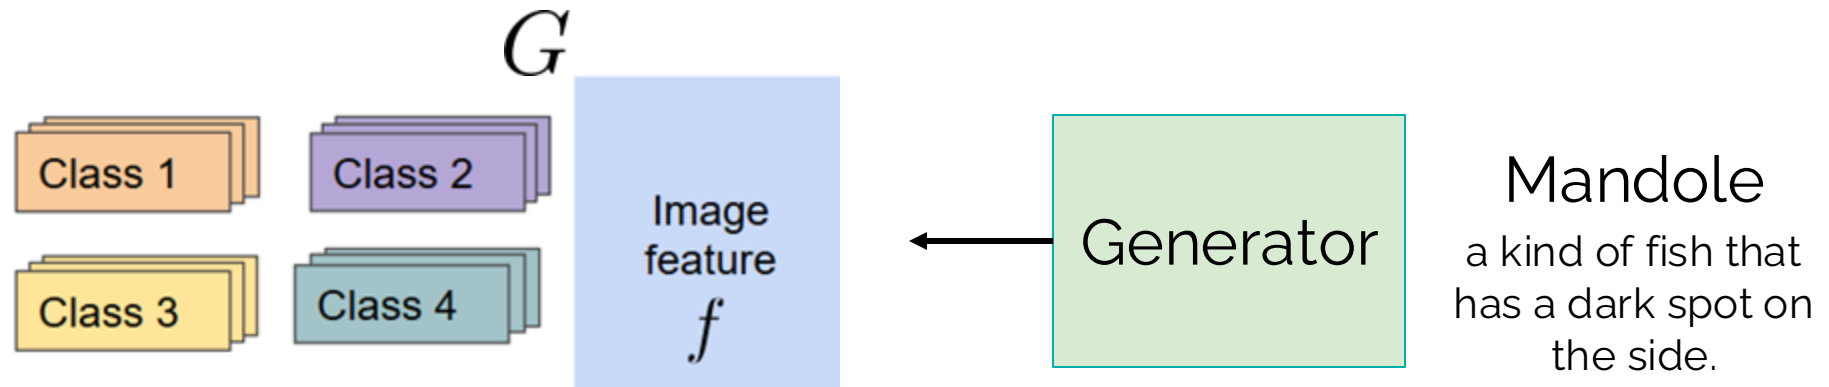 G
Class 1
Class 2
Class 3
Class 4
Image
feature
f
Generator
Mandole
a kind of fish that
has a dark spot on
the side.